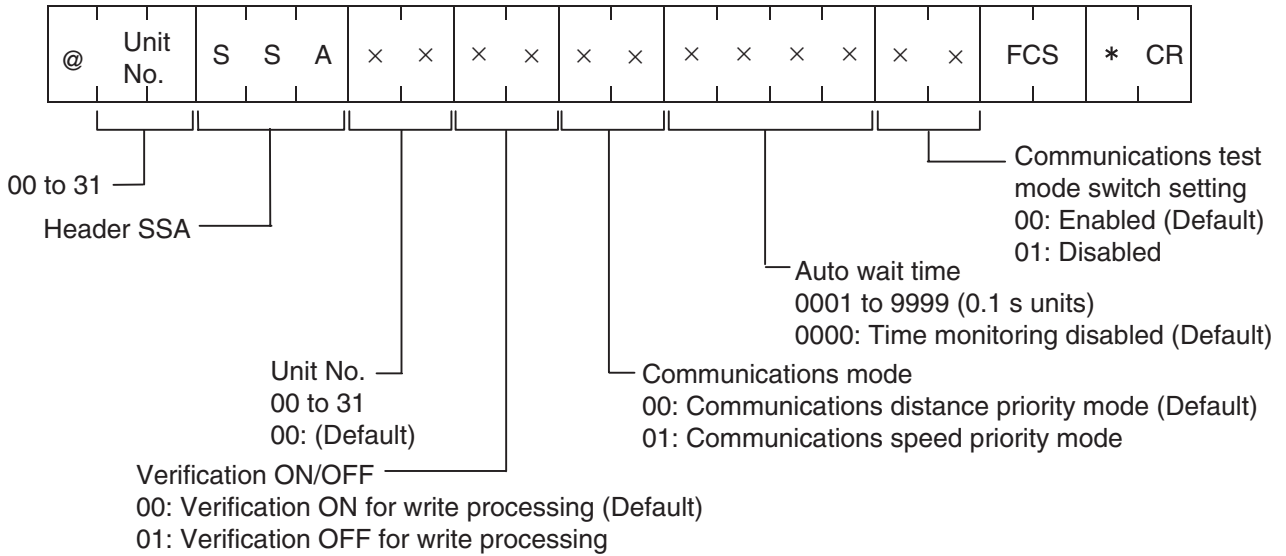 @ Unit No. S S A × × × × × × × × × × × × FCS * CR
00 to 31
Header SSA
Communications test
mode switch setting
00: Enabled (Default)
01: Disabled
Auto wait time
0001 to 9999 (0.1 s units)
0000: Time monitoring disabled (Default)
Unit No.
00 to 31
00: (Default)
Communications mode
00: Communications distance priority mode (Default)
01: Communications speed priority mode
Verification ON/OFF
00: Verification ON for write processing (Default)
01: Verification OFF for write processing